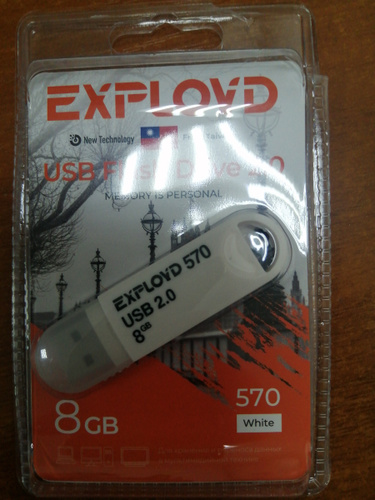 EXPLOYD
New Technology
USB Flash Drive 2.0
MEMORY IS PERSONAL
EXPLOYD 570
USB 2.0
8GB
8GB
570
White